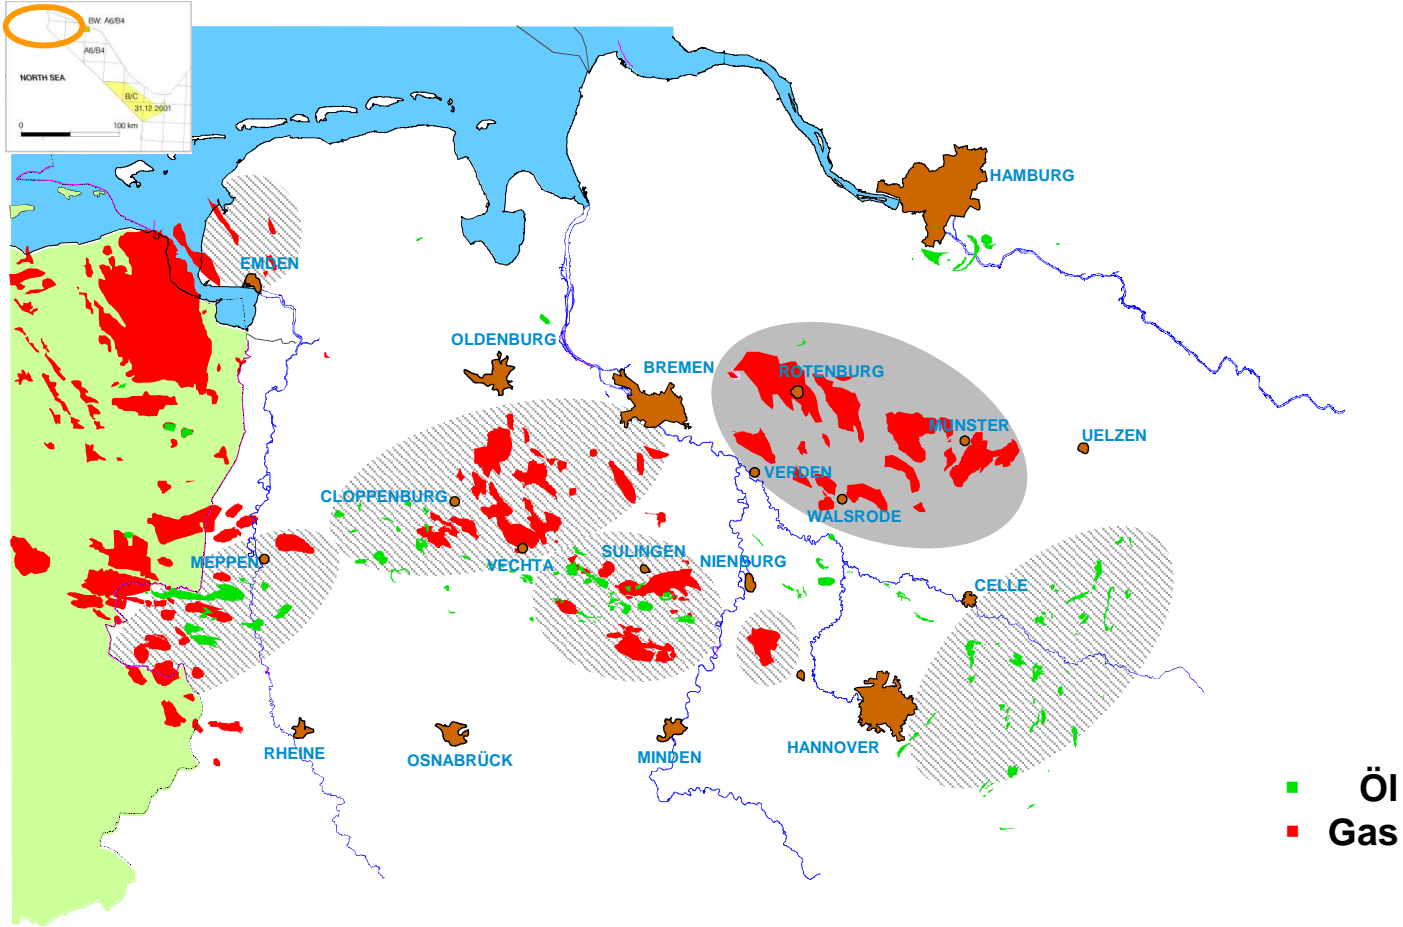 BW: A6/B4
A6/B4
NORTH SEA
B/C
31.12.2001
0
100 km
HAMBURG
EMDEN
OLDENBURG
BREMEN
ROTENBURG
MUNSTER
UELZEN
VERDEN
CLOPPENBURG
WALSRODE
MEPPEN
VECHTA
SULINGEN
NIENBURG
CELLE
RHEINE
OSNABRÜCK
MINDEN
HANNOVER
Öl
Gas